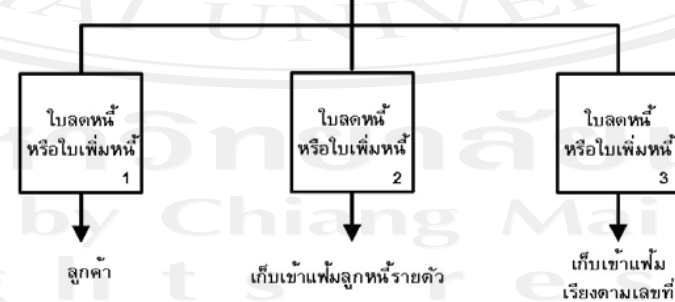 ใบลดหนี้
หรือใบเพิ่มหนี้
1
ลูกค้า
ใบลดหนี้
หรือใบเพิ่มหนี้
2
เก็บเข้าแฟ้มลูกหนี้รายตัว
ใบลดหนี้
หรือใบเพิ่มหนี้
3
เก็บเข้าแฟ้ม
เรียงตามเลขที่
by Chiang Mai